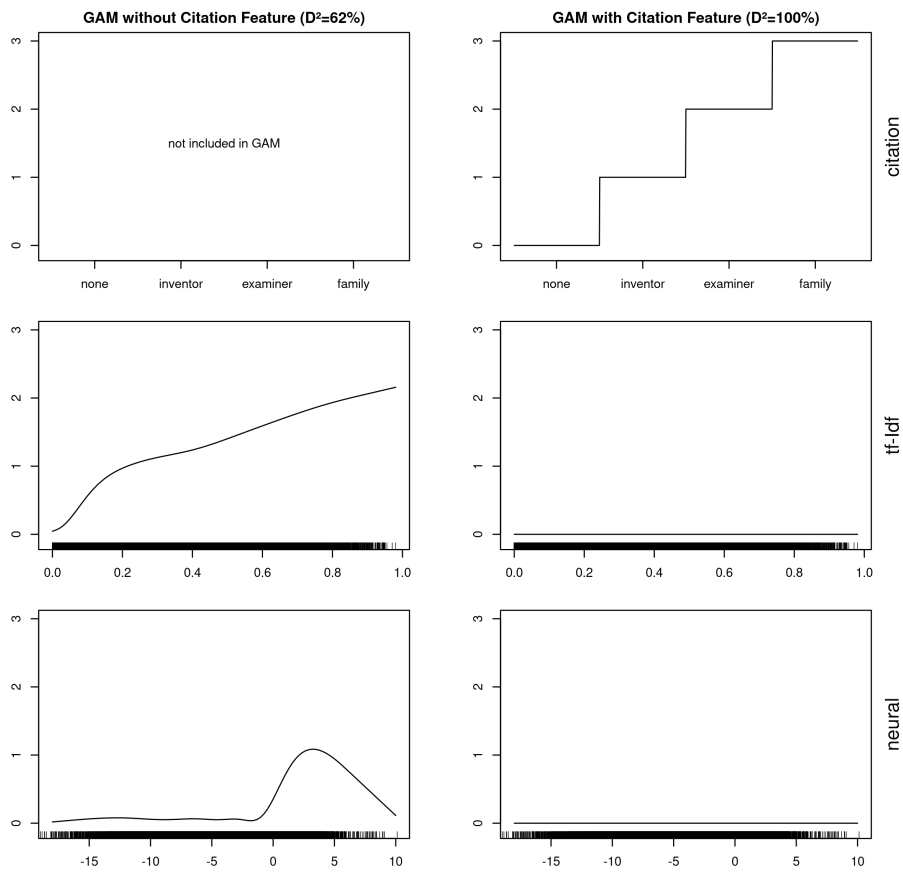 GAM without Citation Feature (D²=62%)
GAM with Citation Feature (D²=100%)
3
2
1
0
not included in GAM
none inventor examiner family
3
2
1
0
none inventor examiner family
citation
3
2
1
0
0.0 0.2 0.4 0.6 0.8 1.0
3
2
1
0
0.0 0.2 0.4 0.6 0.8 1.0
tf-Idf
3
2
1
0
-15 -10 -5 0 5 10
3
2
1
0
-15 -10 -5 0 5 10
neural